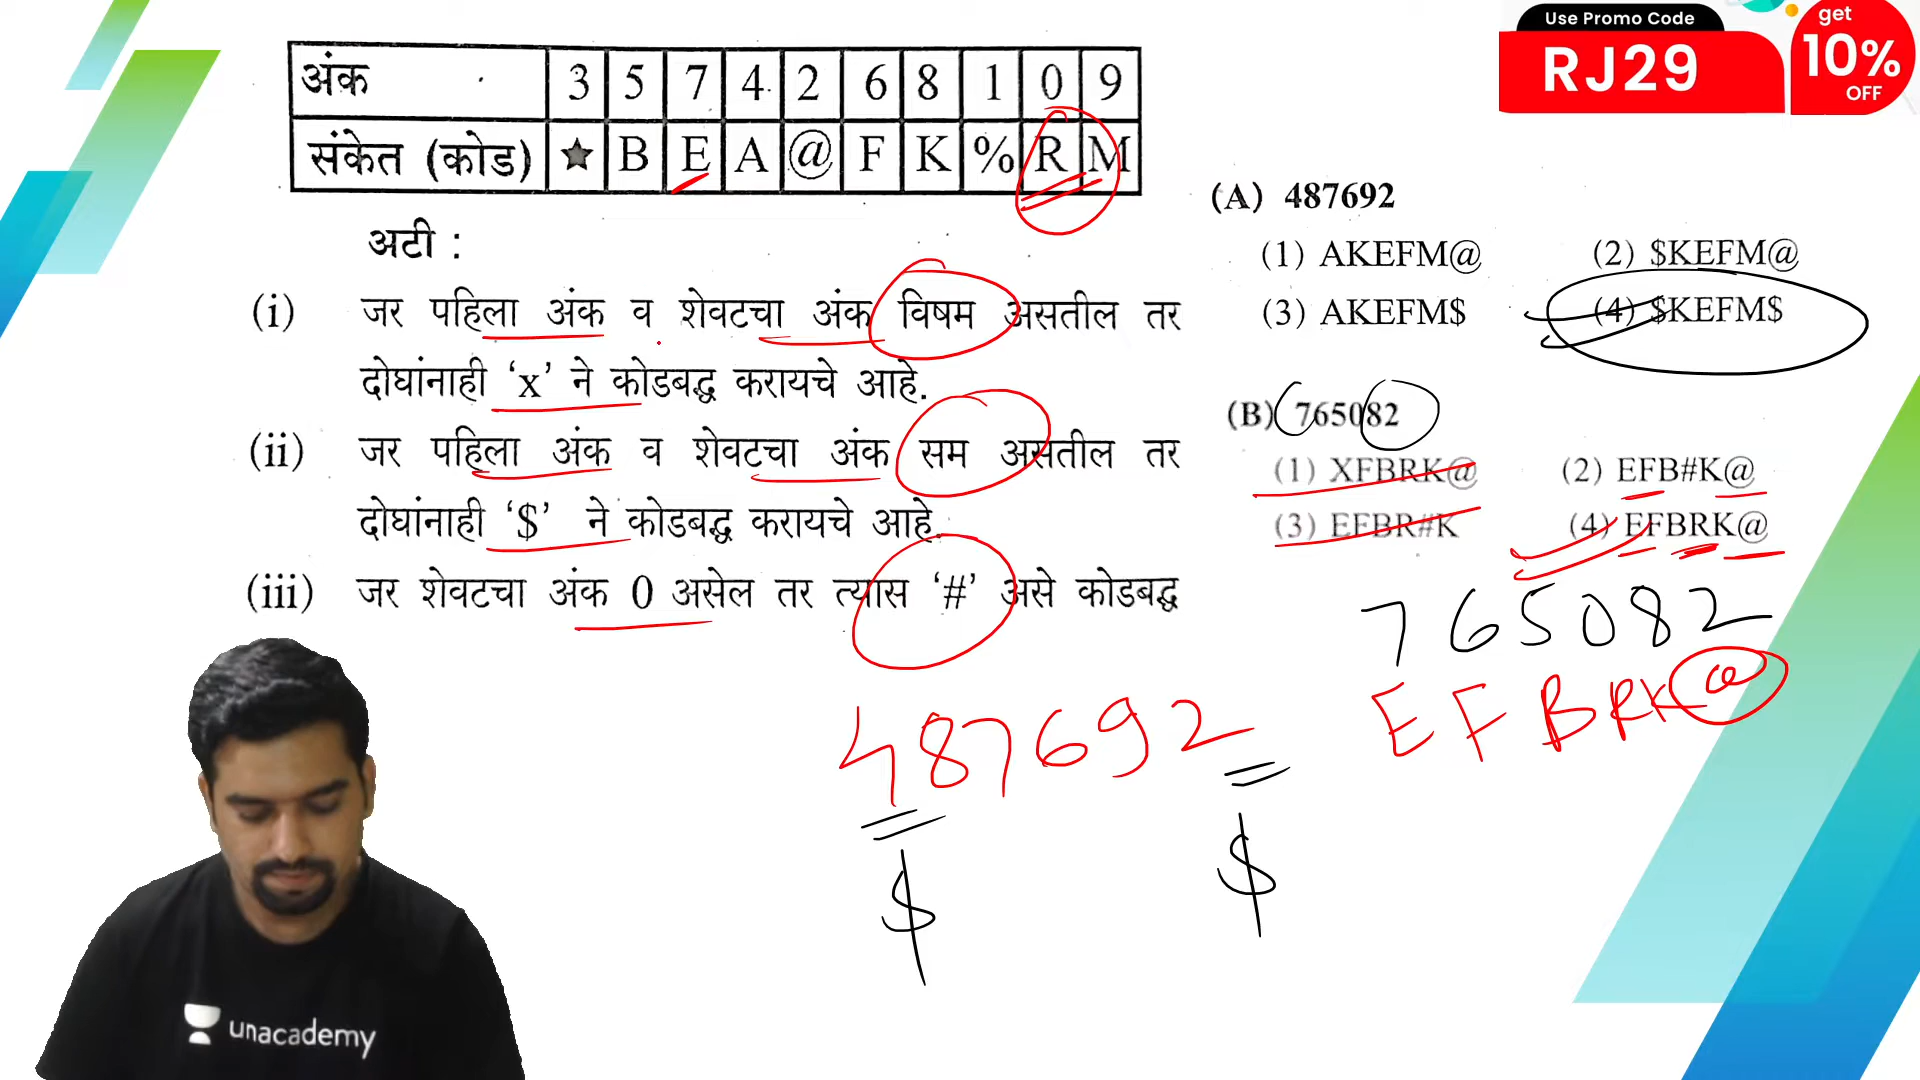 Use Promo Code
RJ29
get
10%
OFF
अंक 3 5 7 4 2 6 8 1 0 9
संकेत (कोड) ★ B E A @ F K % R M
अटी :
(i) जर पहिला अंक व शेवटचा अंक विषम असतील तर
दोघांनाही ‘x’ ने कोडबद्ध करायचे आहे.
(ii) जर पहिला अंक व शेवटचा अंक सम असतील तर
दोघांनाही ‘$’ ने कोडबद्ध करायचे आहे.
(iii) जर शेवटचा अंक 0 असेल तर त्यास ‘#’ असे कोडबद्ध
(A) 487692
(1) AKEFM@ (2) $KEFM@
(3) AKEFM$ (4) $KEFM$
(B) 765082
(1) XFBRK@ (2) EFB#K@
(3) EFBR#K (4) EFBRK@
765082
EFBRK@
487692
$ $
unacademy